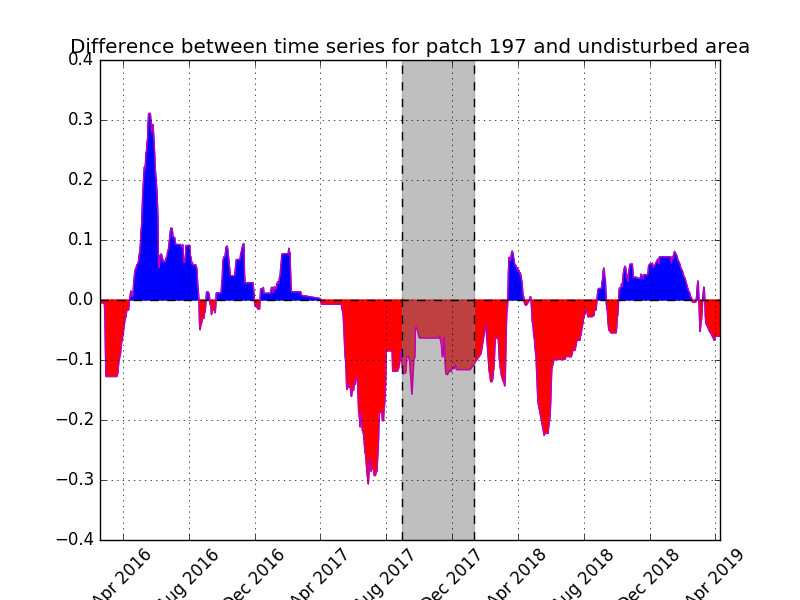 Difference between time series for patch 197 and undisturbed area
0.4
0.3
0.2
0.1
0.0
−0.1
−0.2
−0.3
−0.4
Apr 2016
Aug 2016
Dec 2016
Apr 2017
Aug 2017
Dec 2017
Apr 2018
Aug 2018
Dec 2018
Apr 2019